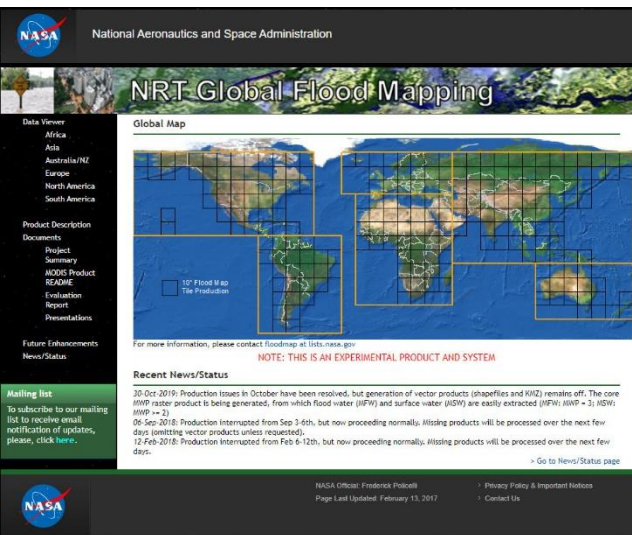 NASA
National Aeronautics and Space Administration
NRT Global Flood Mapping
Data Viewer
Africa
Asia
Australia/NZ
Europe
North America
South America
Product Description
Documents
Project
Summary
MODIS Product
README
Evaluation
Report
Presentations
Future Enhancements
News/Status
Mailing list
To subscribe to our mailing
list to receive email
notification of updates,
please, click here.
Global Map
10° Flood Map
Tile Production
For more information, please contact floodmap at lists.nasa.gov
NOTE: THIS IS AN EXPERIMENTAL PRODUCT AND SYSTEM
Recent News/Status
30-Oct-2019: Production issues in October have been resolved, but generation of vector products (shapefiles and KMZ) remains off. The core
MWP raster product is being generated, from which flood water (MFW) and surface water (MSW) are easily extracted (MFW: MWP = 3; MSW:
MWP >= 2)
06-Sep-2018: Production interrupted from Sep 3-6th, but now proceeding normally. Missing products will be processed over the next few
days (omitting vector products unless requested).
12-Feb-2018: Production interrupted from Feb 6-12th, but now proceeding normally. Missing products will be processed over the next few
days.
> Go to News/Status page
NASA
NASA Official: Frederick Policelli
Page Last Updated: February 13, 2017
› Privacy Policy & Important Notices
› Contact Us